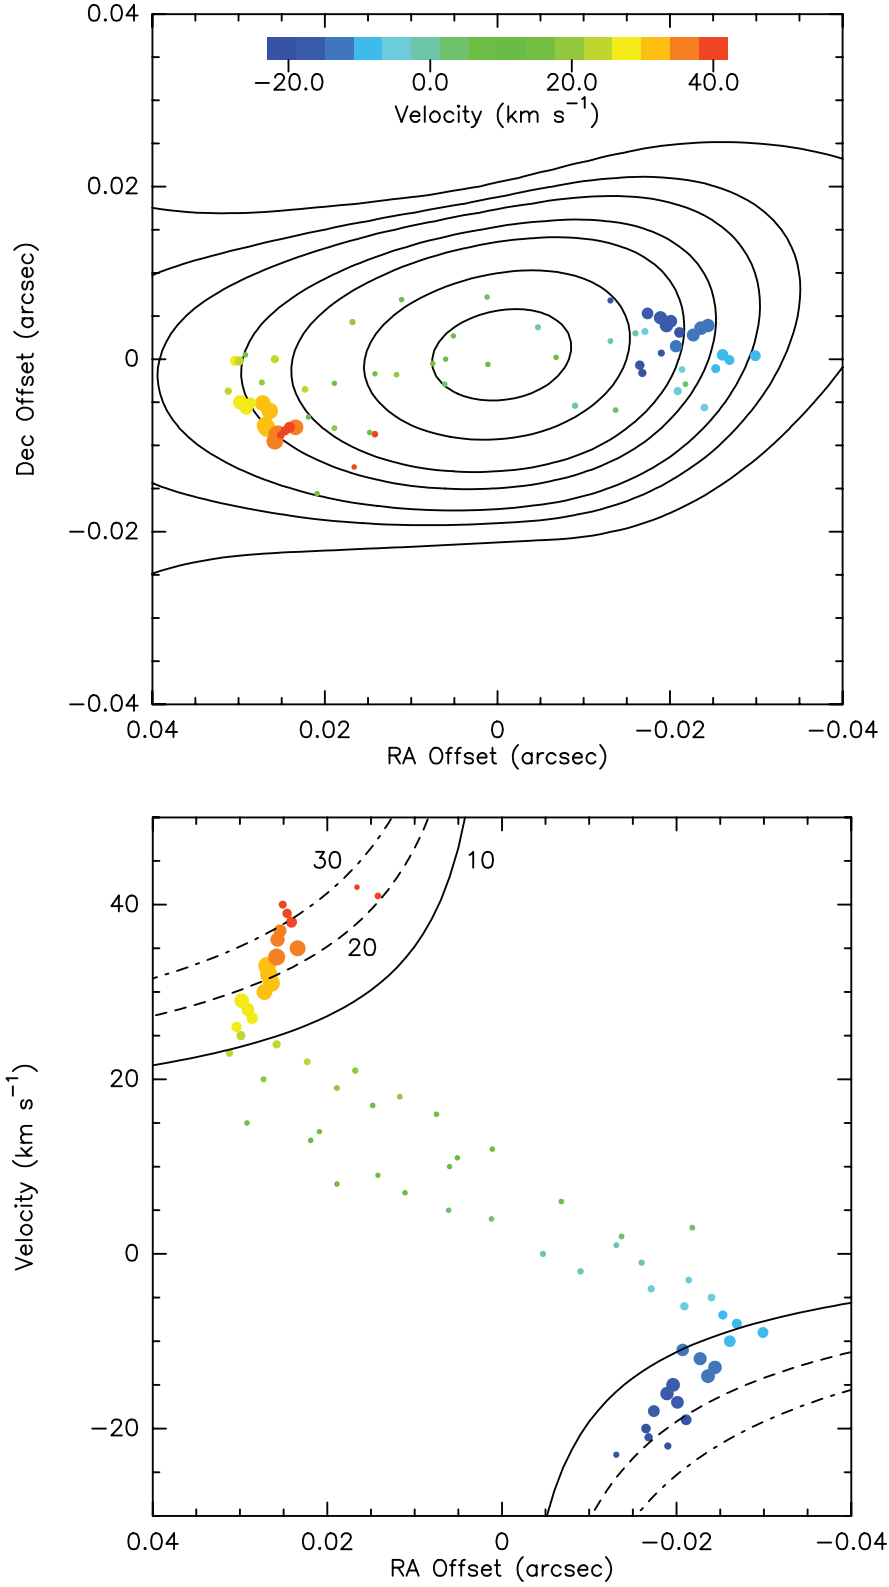 0.04
−20.0 0.0 20.0 40.0
Velocity (km s−1)
0.02
0
−0.02
−0.04
Dec Offset (arcsec)
0.04 0.02 0 −0.02 −0.04
RA Offset (arcsec)
30 10
40
20
20
0
−20
Velocity (km s−1)
0.04 0.02 0 −0.02 −0.04
RA Offset (arcsec)